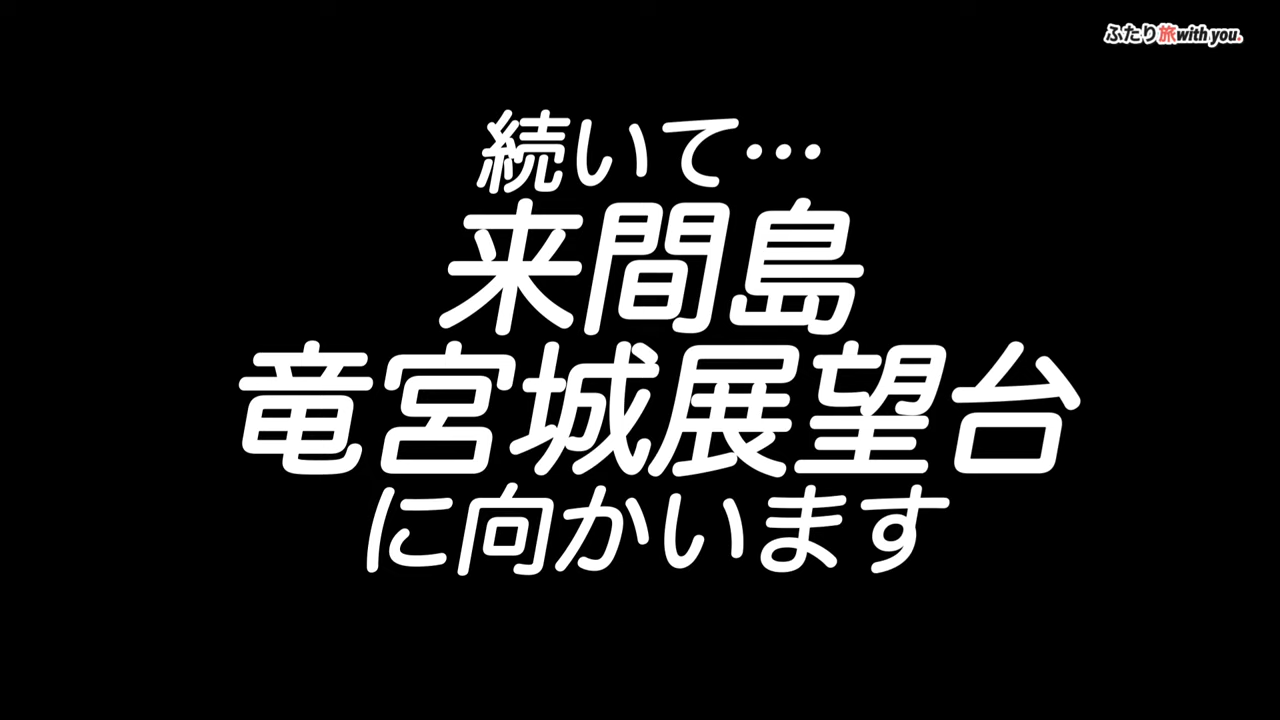 ふたり旅with you.
続いて…
来間島
竜宮城展望台
に向かいます